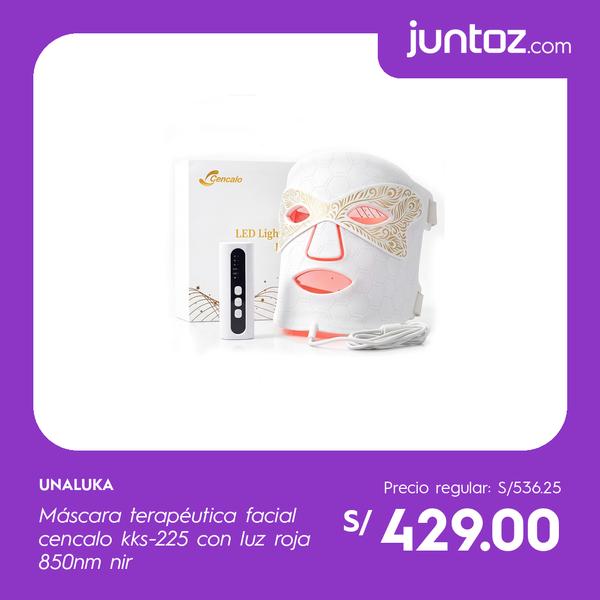 juntoz.com
Cencalo
LED Ligh
UNALUKA
Máscara terapéutica facial
cencalo kks-225 con luz roja
850nm nir
Precio regular: S/536.25
S/ 429.00